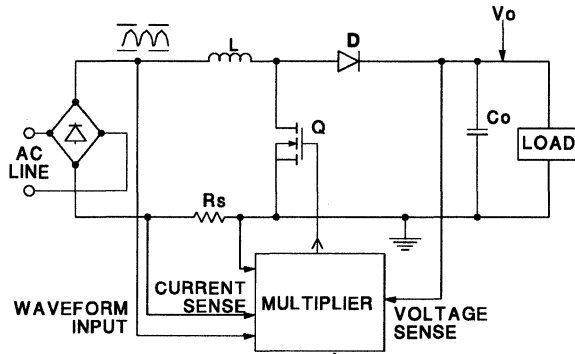 Vo
L
D
Q
Co
LOAD
AC
LINE
Rs
CURRENT
SENSE
MULTIPLIER
WAVEFORM
INPUT
VOLTAGE
SENSE